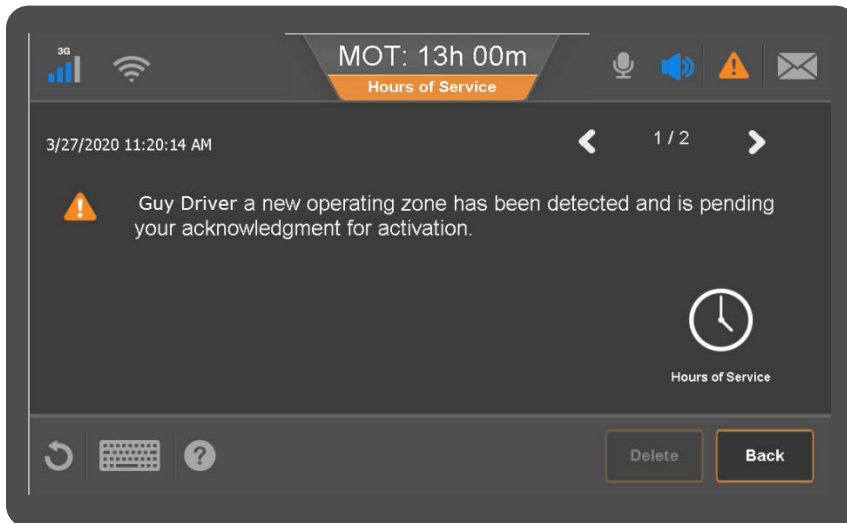 3G
MOT: 13h 00m
Hours of Service
3/27/2020 11:20:14 AM
1 / 2
Guy Driver a new operating zone has been detected and is pending
your acknowledgment for activation.
Hours of Service
Delete
Back